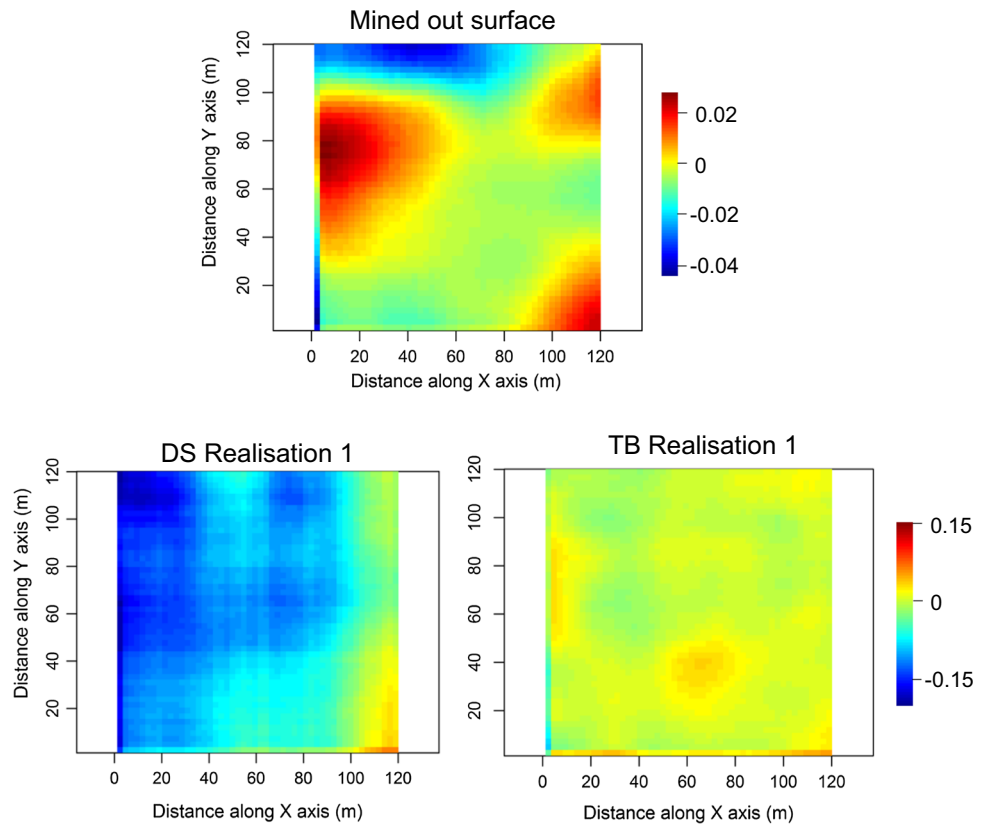 Mined out surface
Distance along Y axis (m)
120
100
80
60
40
20
0 20 40 60 80 100 120
Distance along X axis (m)
0.02
0
-0.02
-0.04
DS Realisation 1
Distance along Y axis (m)
120
100
80
60
40
20
0 20 40 60 80 100 120
Distance along X axis (m)
TB Realisation 1
120
100
80
60
40
20
0 20 40 60 80 100 120
Distance along X axis (m)
0.15
0
-0.15